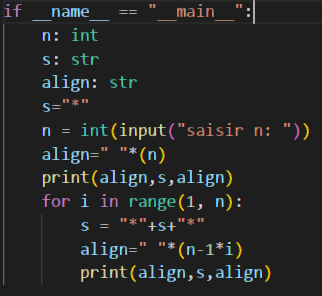 if __name__ == "__main__":
    n: int
    s: str
    align: str
    s="*"
    n = int(input("saisir n: "))
    align=" "*(n)
    print(align,s,align)
    for i in range(1, n):
        s = "*"+s+"*"
        align=" "*(n-1*i)
        print(align,s,align)